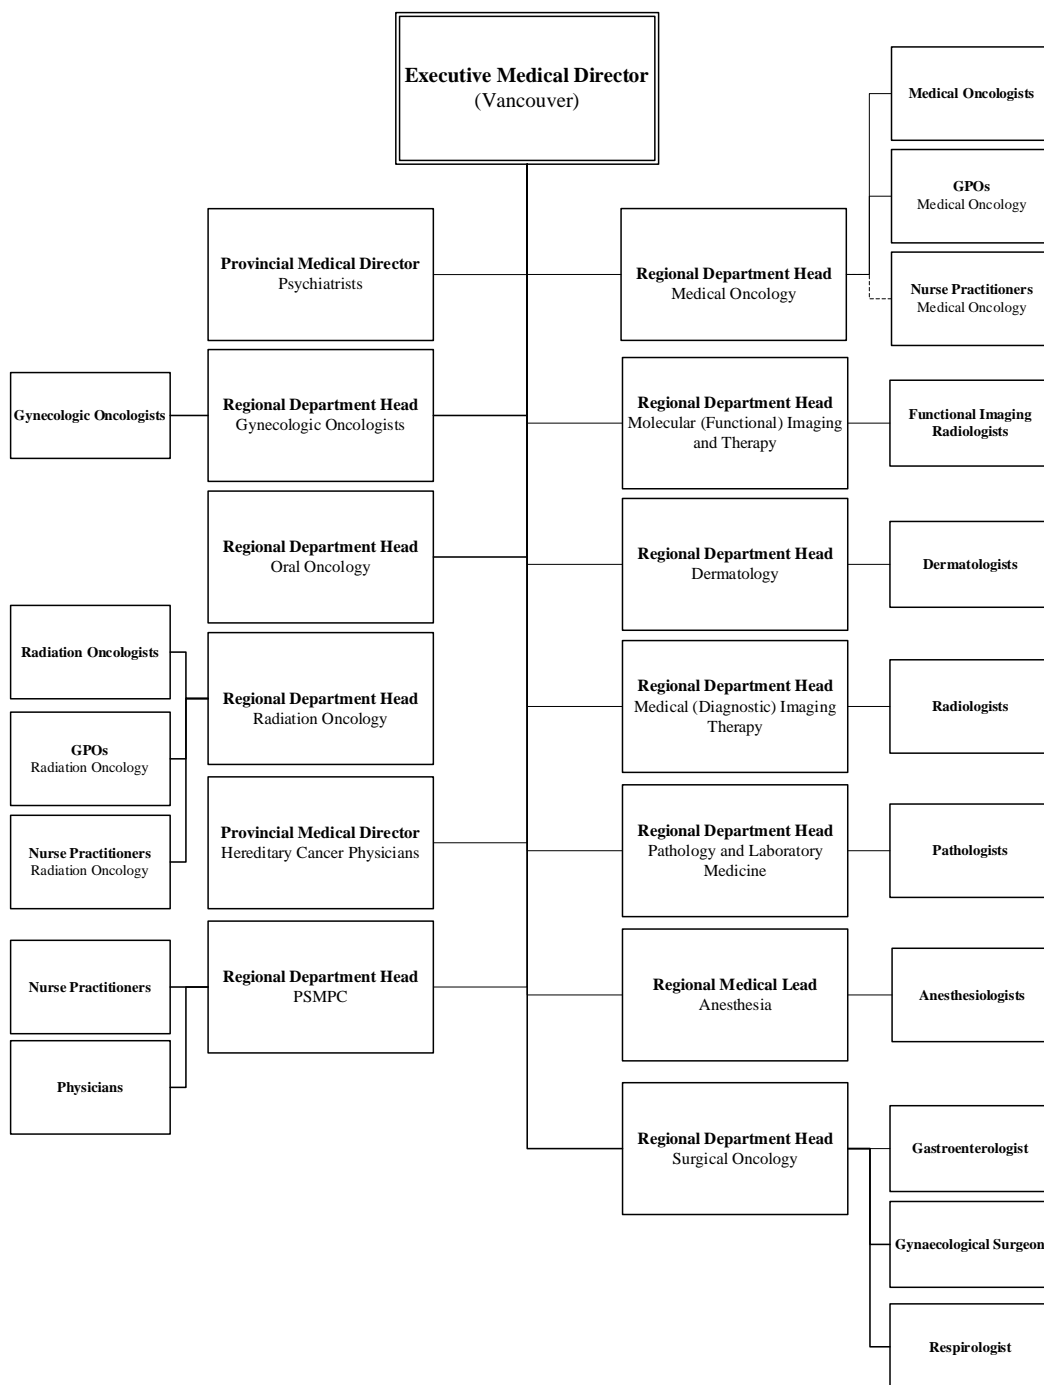 Executive Medical Director
(Vancouver)
Medical Oncologists
GPOs
Medical Oncology
Nurse Practitioners
Medical Oncology
Provincial Medical Director
Psychiatrists
Regional Department Head
Medical Oncology
Gynecologic Oncologists
Regional Department Head
Gynecologic Oncologists
Regional Department Head
Molecular (Functional) Imaging
and Therapy
Functional Imaging
Radiologists
Regional Department Head
Oral Oncology
Regional Department Head
Dermatology
Dermatologists
Radiation Oncologists
GPOs
Radiation Oncology
Nurse Practitioners
Radiation Oncology
Regional Department Head
Radiation Oncology
Regional Department Head
Medical (Diagnostic) Imaging
Therapy
Radiologists
Provincial Medical Director
Hereditary Cancer Physicians
Regional Department Head
Pathology and Laboratory
Medicine
Pathologists
Nurse Practitioners
Physicians
Regional Department Head
PSMPC
Regional Medical Lead
Anesthesia
Anesthesiologists
Regional Department Head
Surgical Oncology
Gastroenterologist
Gynaecological Surgeon
Respirologist